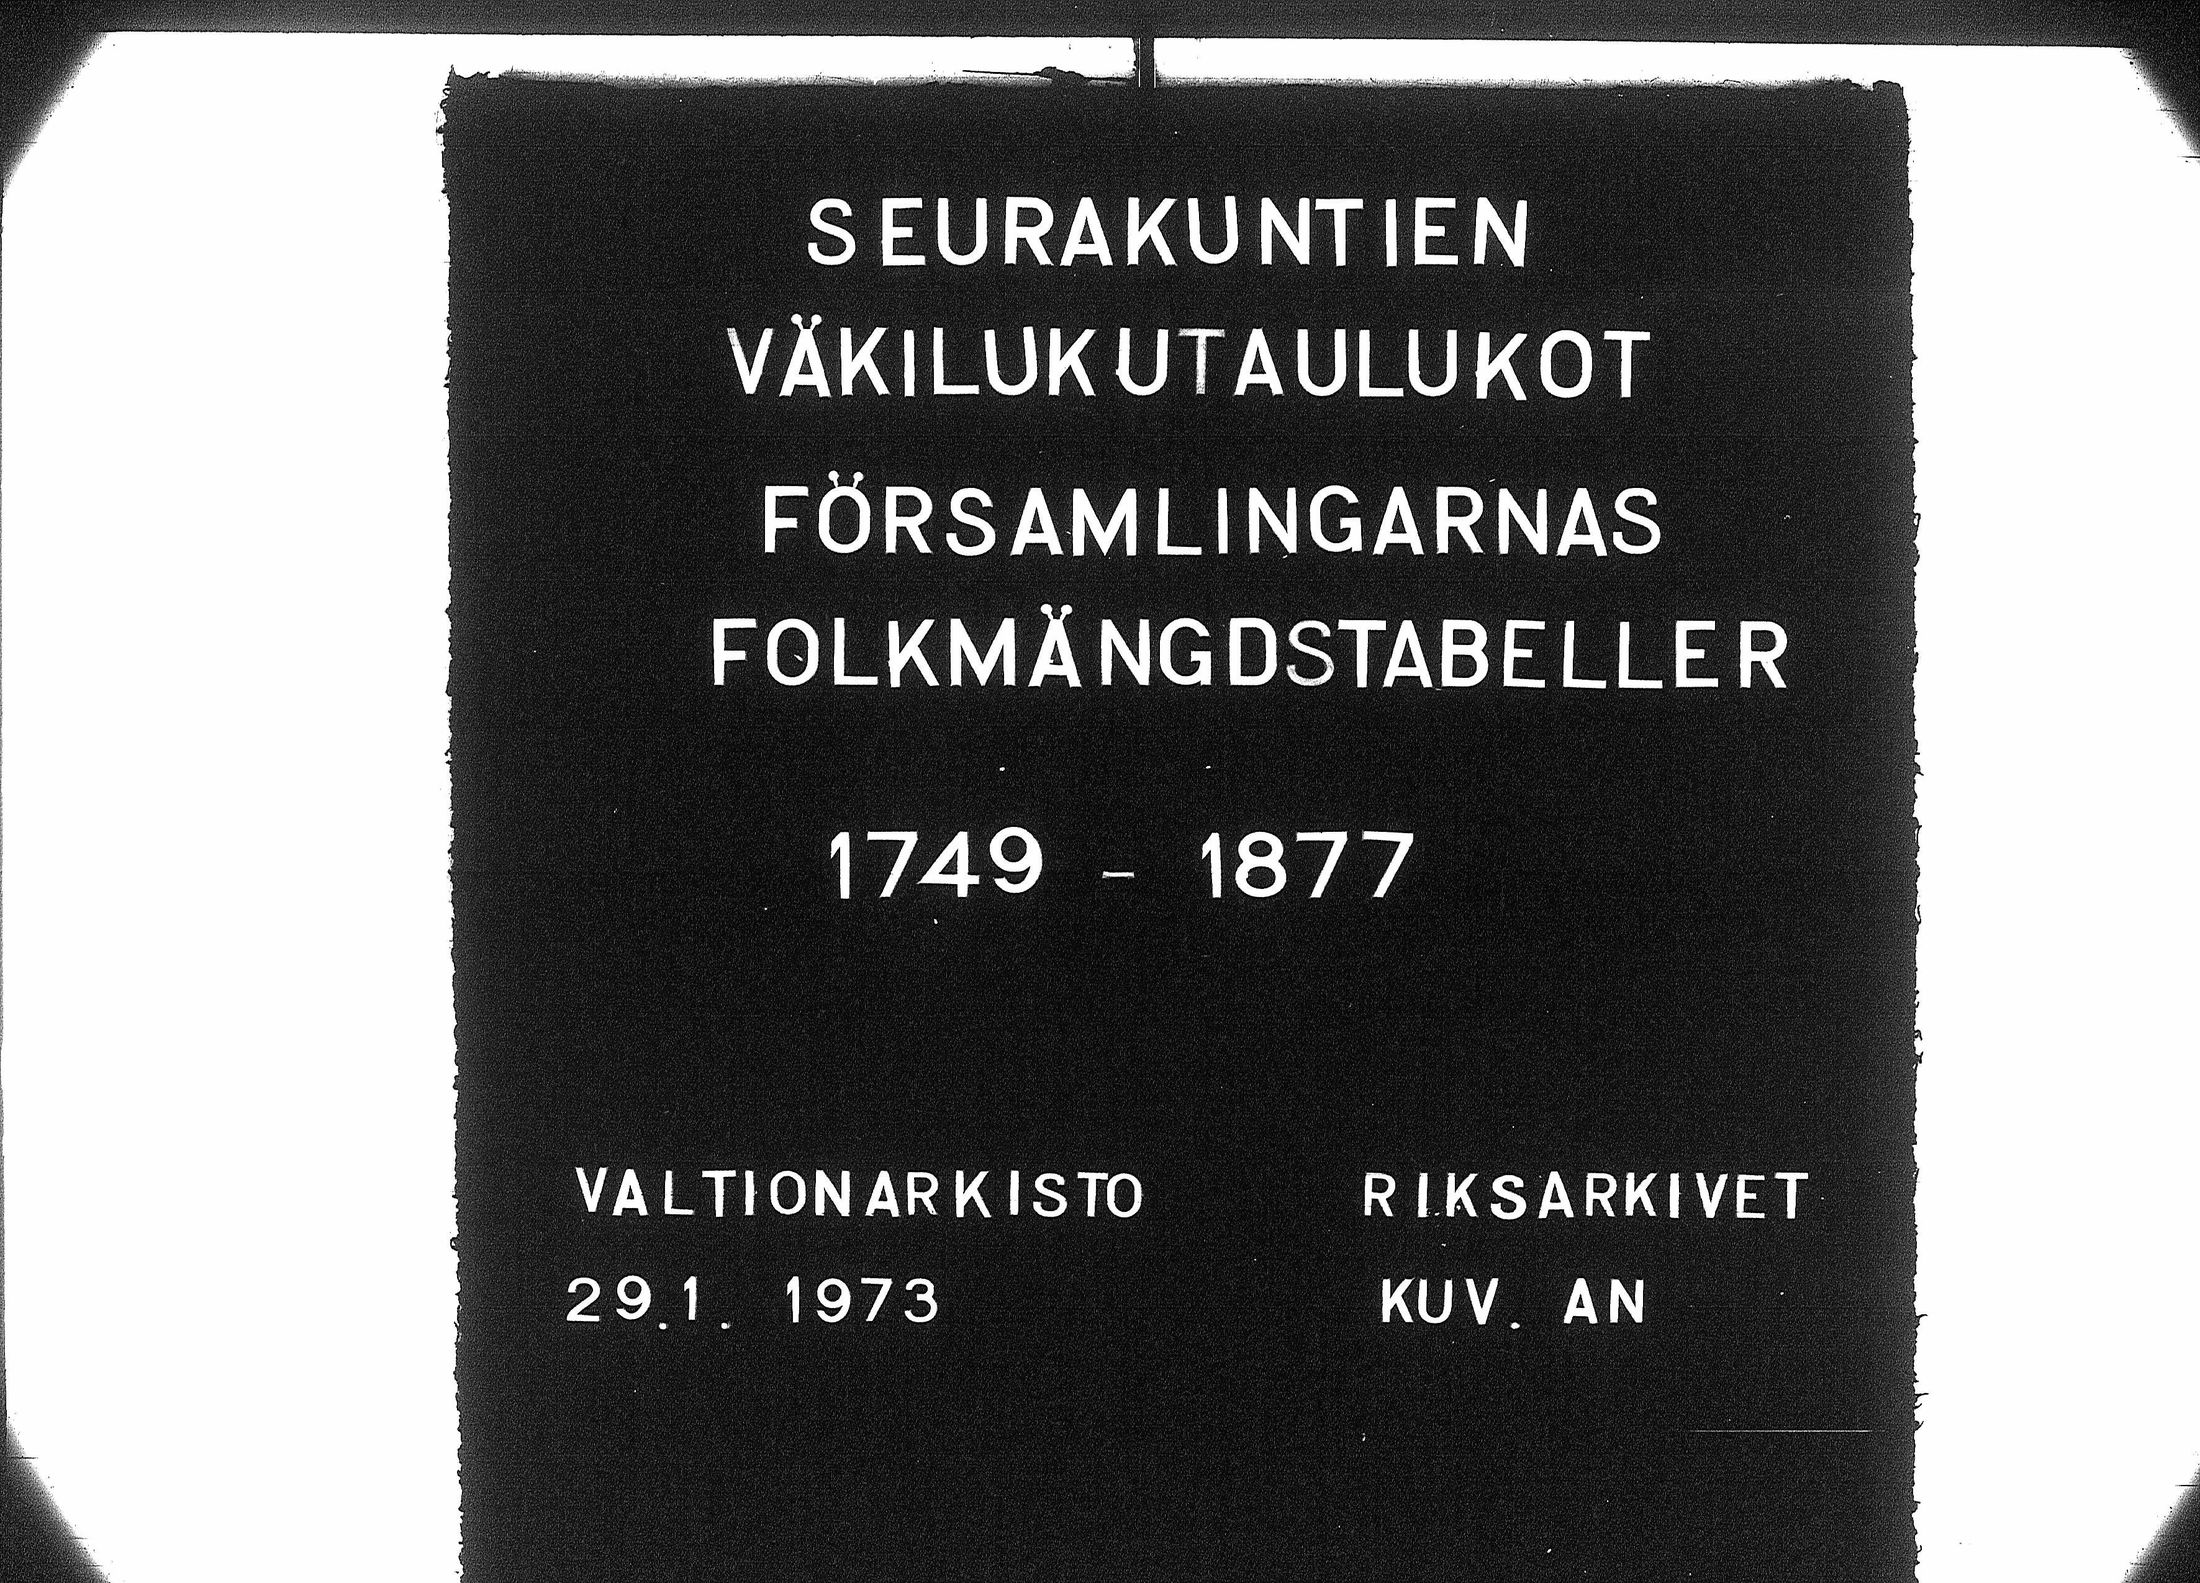 SEURAKUNTIEN
VÄKILUKUTAULUKOT
FÖRSAMLINGARNAS
FOLKMÄNGDSTABELLER
1749 - 1877
VALTIONARKISTO RIKSARKIVET
29.1. 1973 KUV. AN